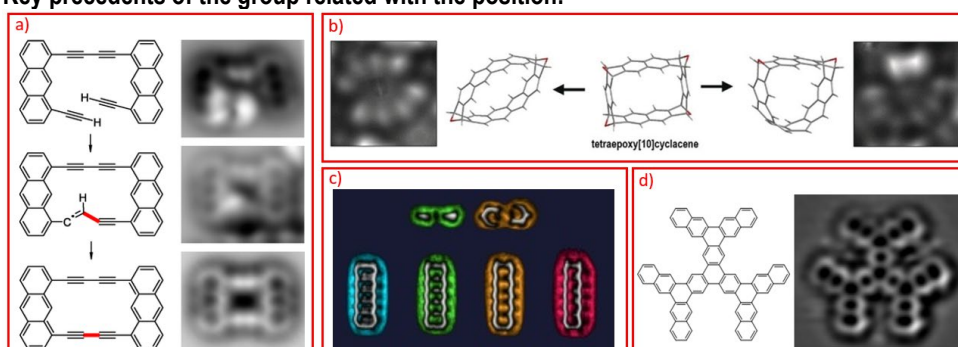 Key precedents of the group related with the position:
a)
H
H
H
C
b)
tetraepoxy[10]cyclacene
c)
d)